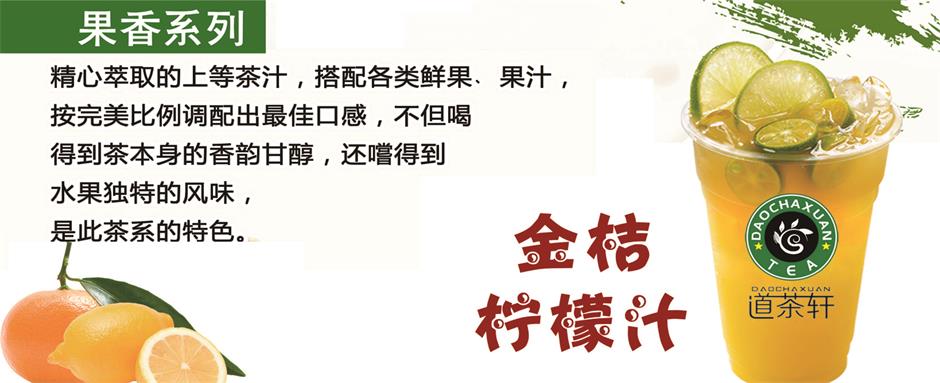 果香系列
精心萃取的上等茶汁，搭配各类鲜果、果汁，
按完美比例调配出最佳口感，不但喝
得到茶本身的香韵甘醇，还嚐得到
水果独特的风味，
是此茶系的特色。
金桔
柠檬汁
DAOCHAXUAN
TEA
DAOCHAXUAN
道茶轩